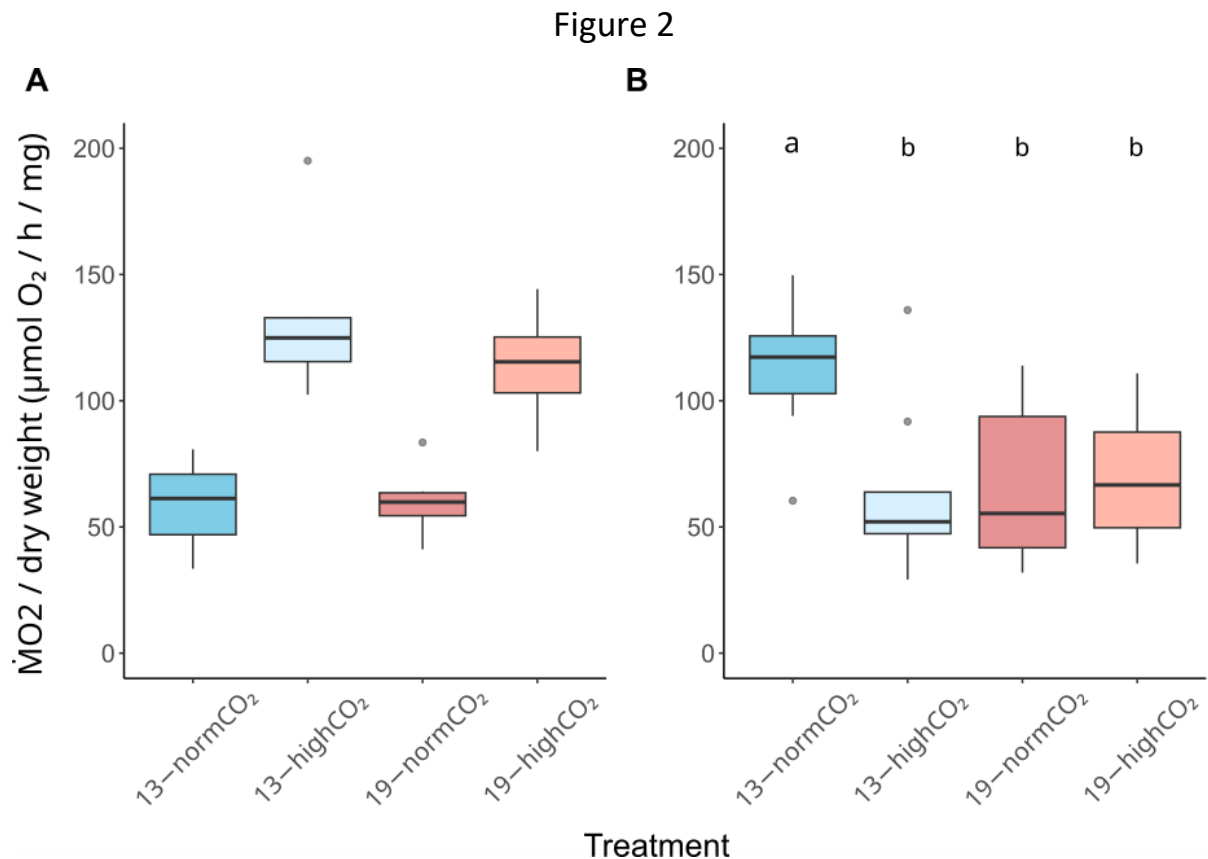 Figure 2
A
B
ṀO2 / dry weight (µmol O₂ / h / mg)
200
150
100
50
0
13−normCO₂
13−highCO₂
19−normCO₂
19−highCO₂
a b b b
200
150
100
50
0
13−normCO₂
13−highCO₂
19−normCO₂
19−highCO₂
Treatment